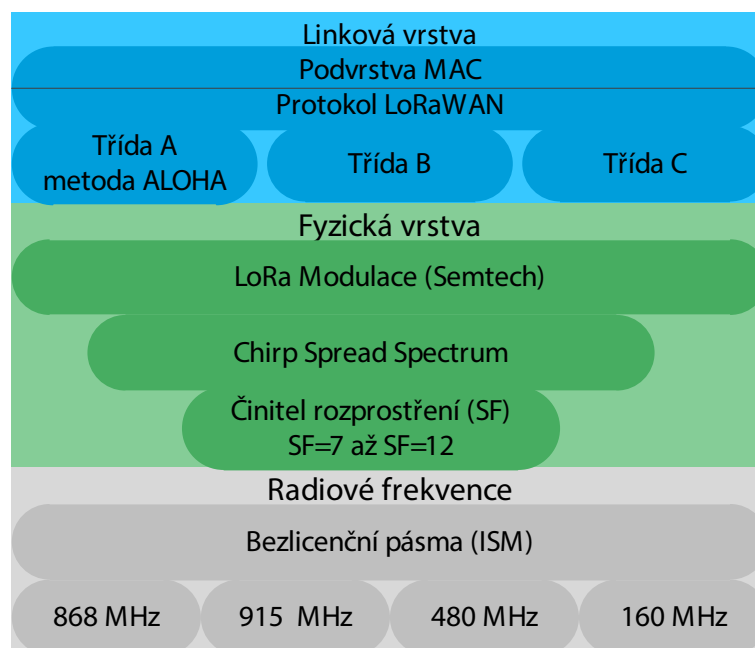 Linková vrstva
Podvrstva MAC
Protokol LoRaWAN
Třída A
metoda ALOHA
Třída B
Třída C
Fyzická vrstva
LoRa Modulace (Semtech)
Chirp Spread Spectrum
Činitel rozprostření (SF)
SF=7 až SF=12
Radiové frekvence
Bezlicenční pásma (ISM)
868 MHz
915 MHz
480 MHz
160 MHz